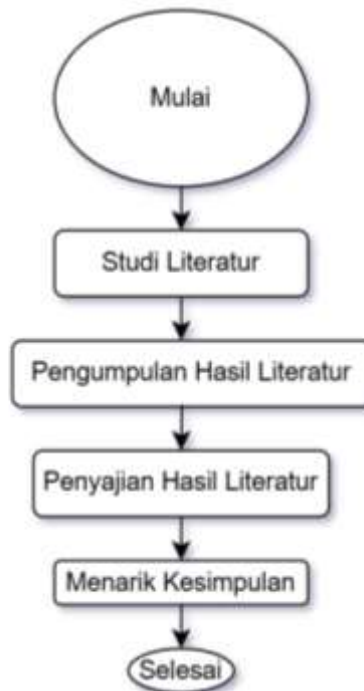 Mulai
Studi Literatur
Pengumpulan Hasil Literatur
Penyajian Hasil Literatur
Menarik Kesimpulan
Selesai